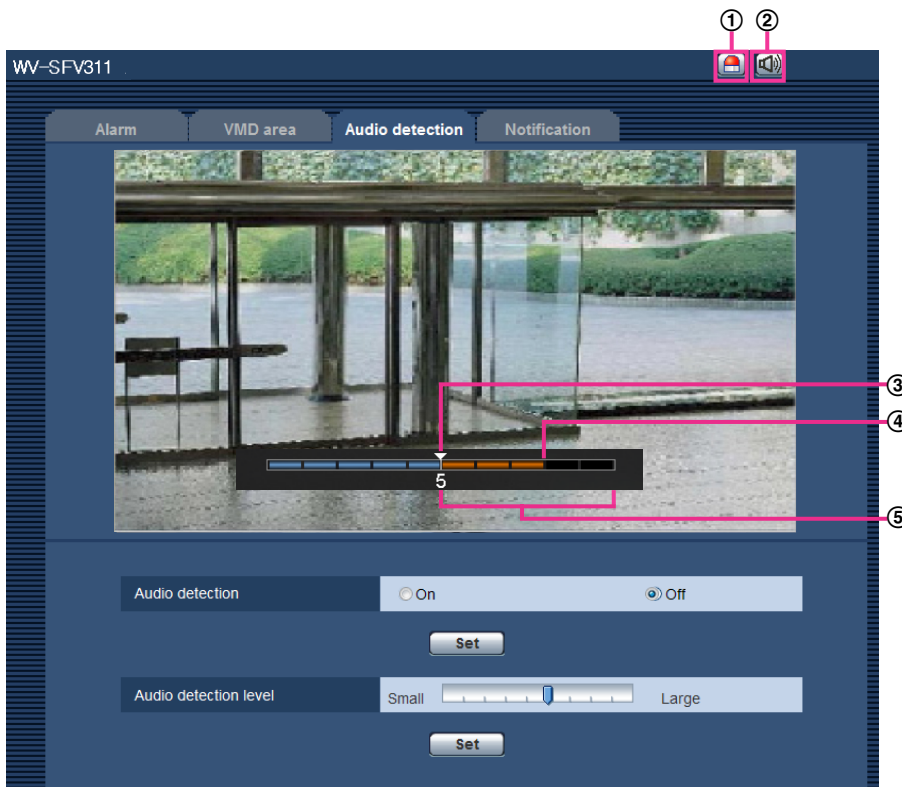 ① ②
WV-SFV311
Alarm VMD area Audio detection Notification
③
④
5
⑤
Audio detection On Off
Set
Audio detection level Small Large
Set